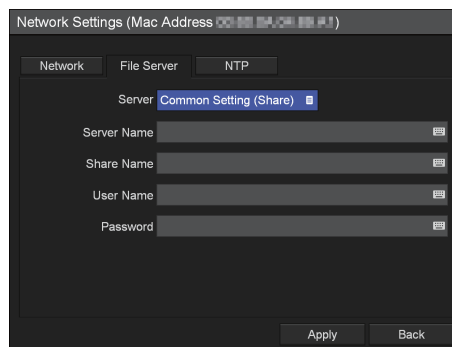 Network Settings (Mac Address )
Network File Server NTP
Server Common Setting (Share)
Server Name
Share Name
User Name
Password
Apply Back